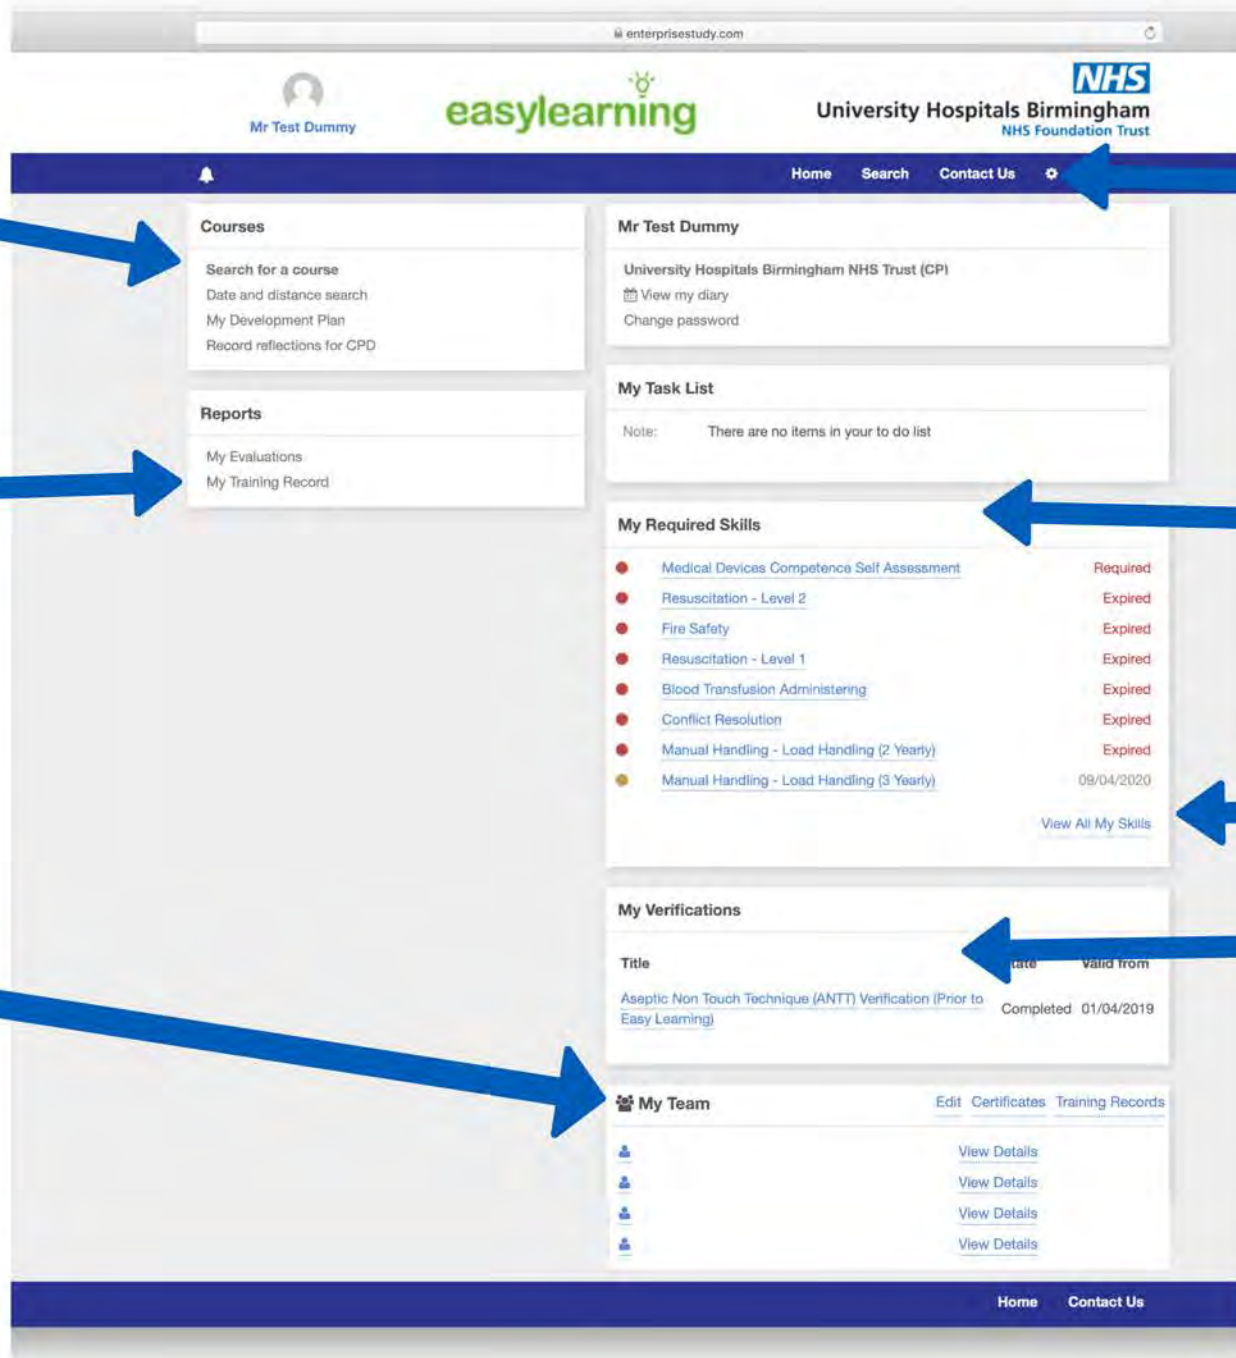 enterprisestudy.com
Mr Test Dummy
easylearning
NHS
University Hospitals Birmingham
NHS Foundation Trust
Home Search Contact Us
Courses
Search for a course
Date and distance search
My Development Plan
Record reflections for CPD
Reports
My Evaluations
My Training Record
Mr Test Dummy
University Hospitals Birmingham NHS Trust (CP)
View my diary
Change password
My Task List
Note: There are no items in your to do list
My Required Skills
Medical Devices Competence Self Assessment Required
Resuscitation - Level 2 Expired
Fire Safety Expired
Resuscitation - Level 1 Expired
Blood Transfusion Administering Expired
Conflict Resolution Expired
Manual Handling - Load Handling (2 Yearly) Expired
Manual Handling - Load Handling (3 Yearly) 09/04/2020
View All My Skills
My Verifications
Title Valid from
Aseptic Non Touch Technique (ANTT) Verification (Prior to
Easy Learning) Completed 01/04/2019
My Team Edit Certificates Training Records
View Details
View Details
View Details
View Details
Home Contact Us